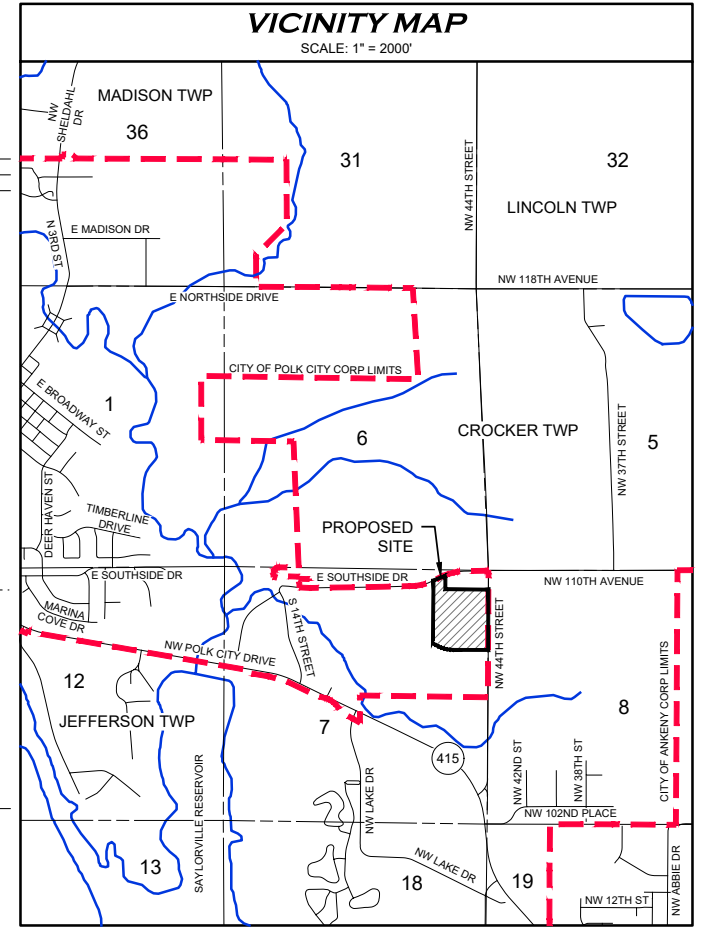 VICINITY MAP
SCALE: 1" = 2000'
MADISON TWP
36
NW
SHELDAHL
DR
31
32
LINCOLN TWP
NW 44TH STREET
N 3RD ST
E MADISON DR
E NORTHSIDE DRIVE
NW 118TH AVENUE
CITY OF POLK CITY CORP LIMITS
E BROADWAY ST
1
6
CROCKER TWP
5
NW 37TH STREET
DEER HAVEN ST
TIMBERLINE
DRIVE
PROPOSED
SITE
E SOUTHSIDE DR
E SOUTHSIDE DR
NW 110TH AVENUE
MARINA
COVE DR
S 14TH STREET
NW 44TH STREET
NW POLK CITY DRIVE
12
JEFFERSON TWP
7
8
CITY OF ANKENY CORP LIMITS
415
SAYLORVILLE RESERVOIR
NW LAKE DR
NW 42ND ST
NW 38TH ST
NW 102ND PLACE
13
NW LAKE DR
18
19
NW ABBIE DR
NW 12TH ST